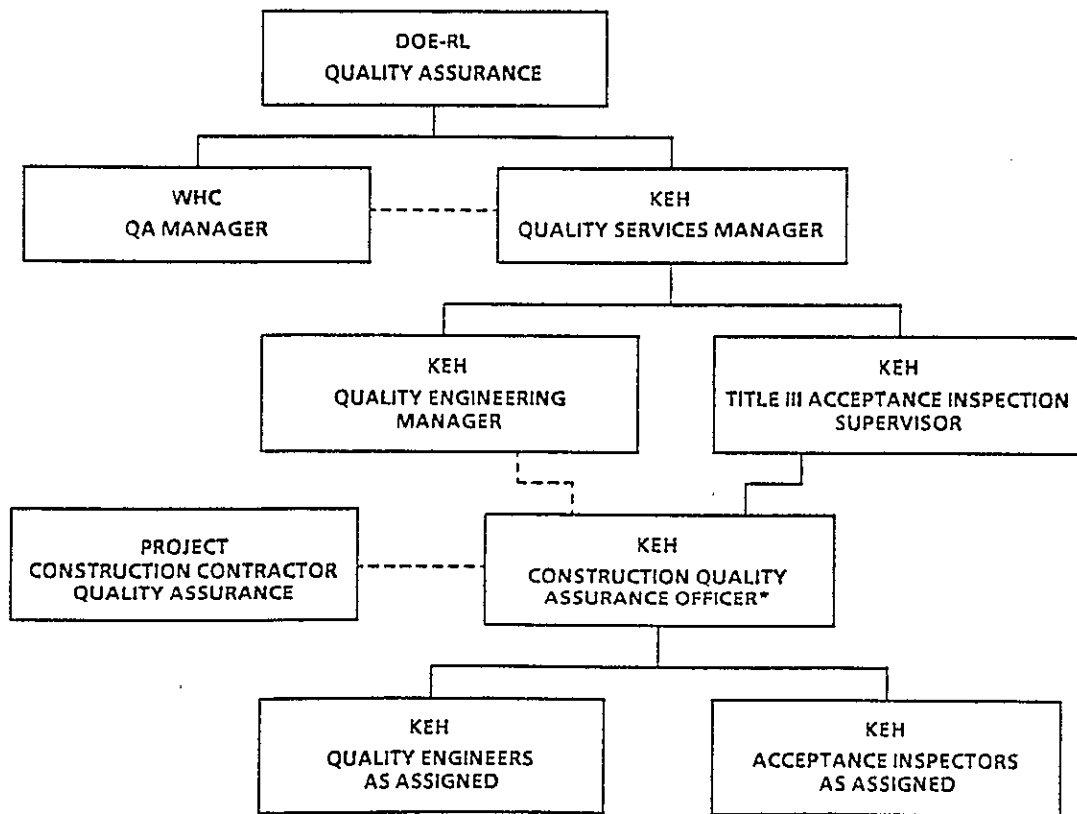 DOE-RL
QUALITY ASSURANCE
WHC
QA MANAGER
KEH
QUALITY SERVICES MANAGER
KEH
QUALITY ENGINEERING
MANAGER
KEH
TITLE III ACCEPTANCE INSPECTION
SUPERVISOR
PROJECT
CONSTRUCTION CONTRACTOR
QUALITY ASSURANCE
KEH
CONSTRUCTION QUALITY
ASSURANCE OFFICER*
KEH
QUALITY ENGINEERS
AS ASSIGNED
KEH
ACCEPTANCE INSPECTORS
AS ASSIGNED